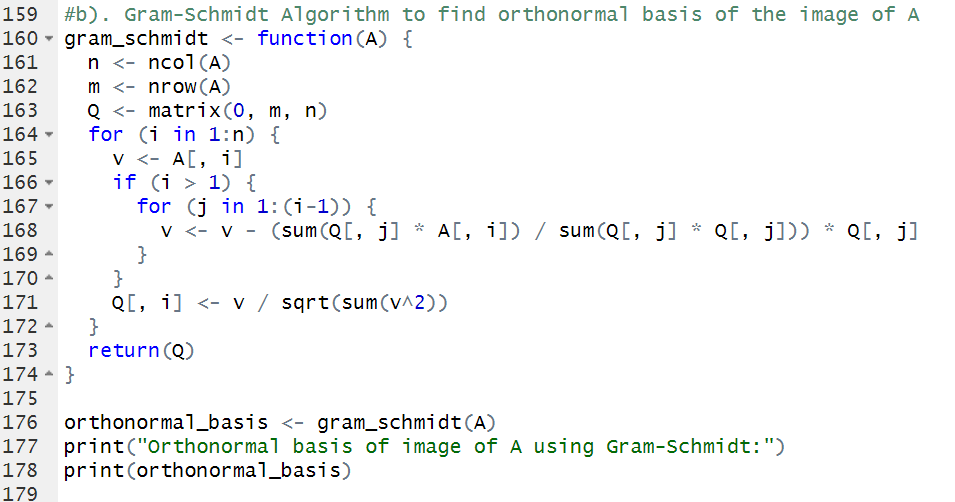 159 #b). Gram-Schmidt Algorithm to find orthonormal basis of the image of A
160 gram_schmidt <- function(A) {
161   n <- ncol(A)
162   m <- nrow(A)
163   Q <- matrix(0, m, n)
164   for (i in 1:n) {
165     v <- A[, i]
166     if (i > 1) {
167       for (j in 1:(i-1)) {
168         v <- v - (sum(Q[, j] * A[, i]) / sum(Q[, j] * Q[, j])) * Q[, j]
169       }
170     }
171     Q[, i] <- v / sqrt(sum(v^2))
172   }
173   return(Q)
174 }
175
176 orthonormal_basis <- gram_schmidt(A)
177 print("Orthonormal basis of image of A using Gram-Schmidt:")
178 print(orthonormal_basis)
179